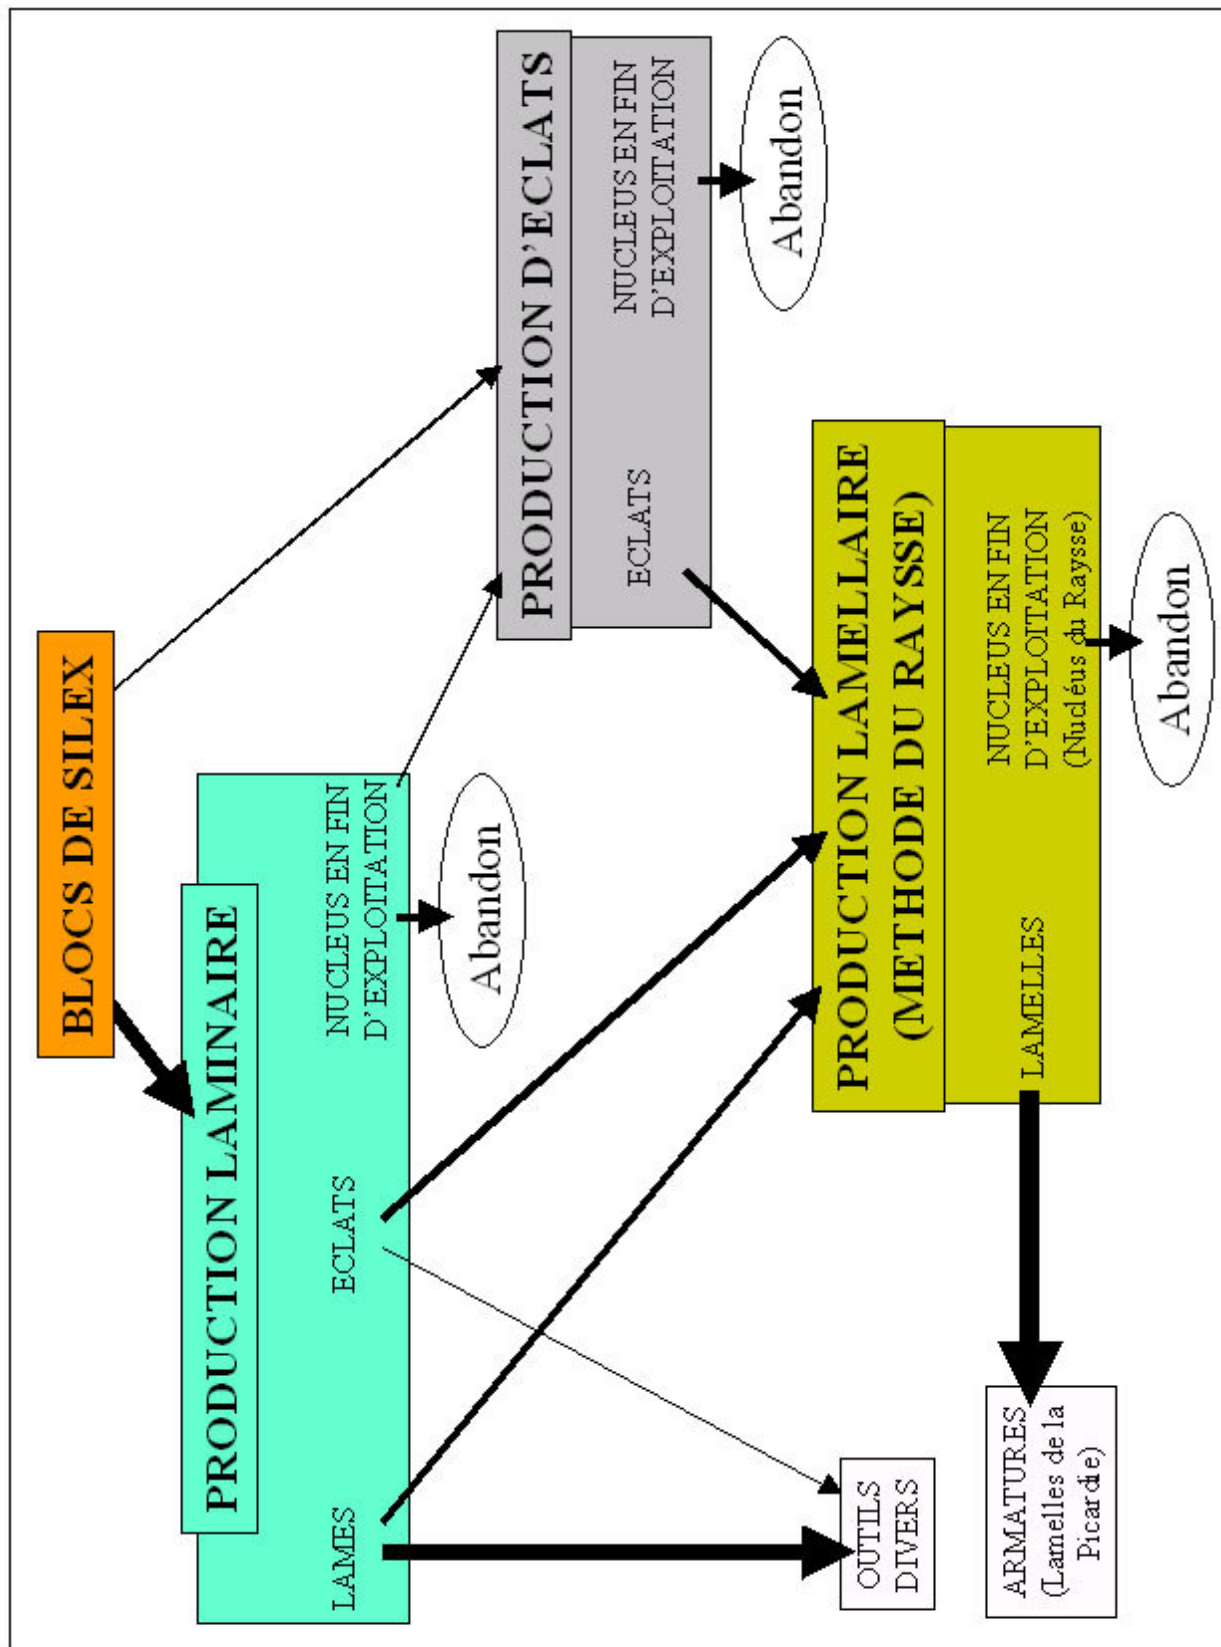 BLOCS DE SILEX
PRODUCTION LAMINAIRE
LAMES
ECLATS
NUCLEUS EN FIN
D'EXPLOITATION
Abandon
PRODUCTION D'ECLATS
ECLATS
NUCLEUS EN FIN
D'EXPLOITATION
Abandon
OUTILS
DIVERS
PRODUCTION LAMELLAIRE
(METHODE DU RAYSSE)
LAMELLES
NUCLEUS EN FIN
D'EXPLOITATION
(Nucléus du Raysse)
Abandon
ARMATURES
(Lamelles de la
Picardie)